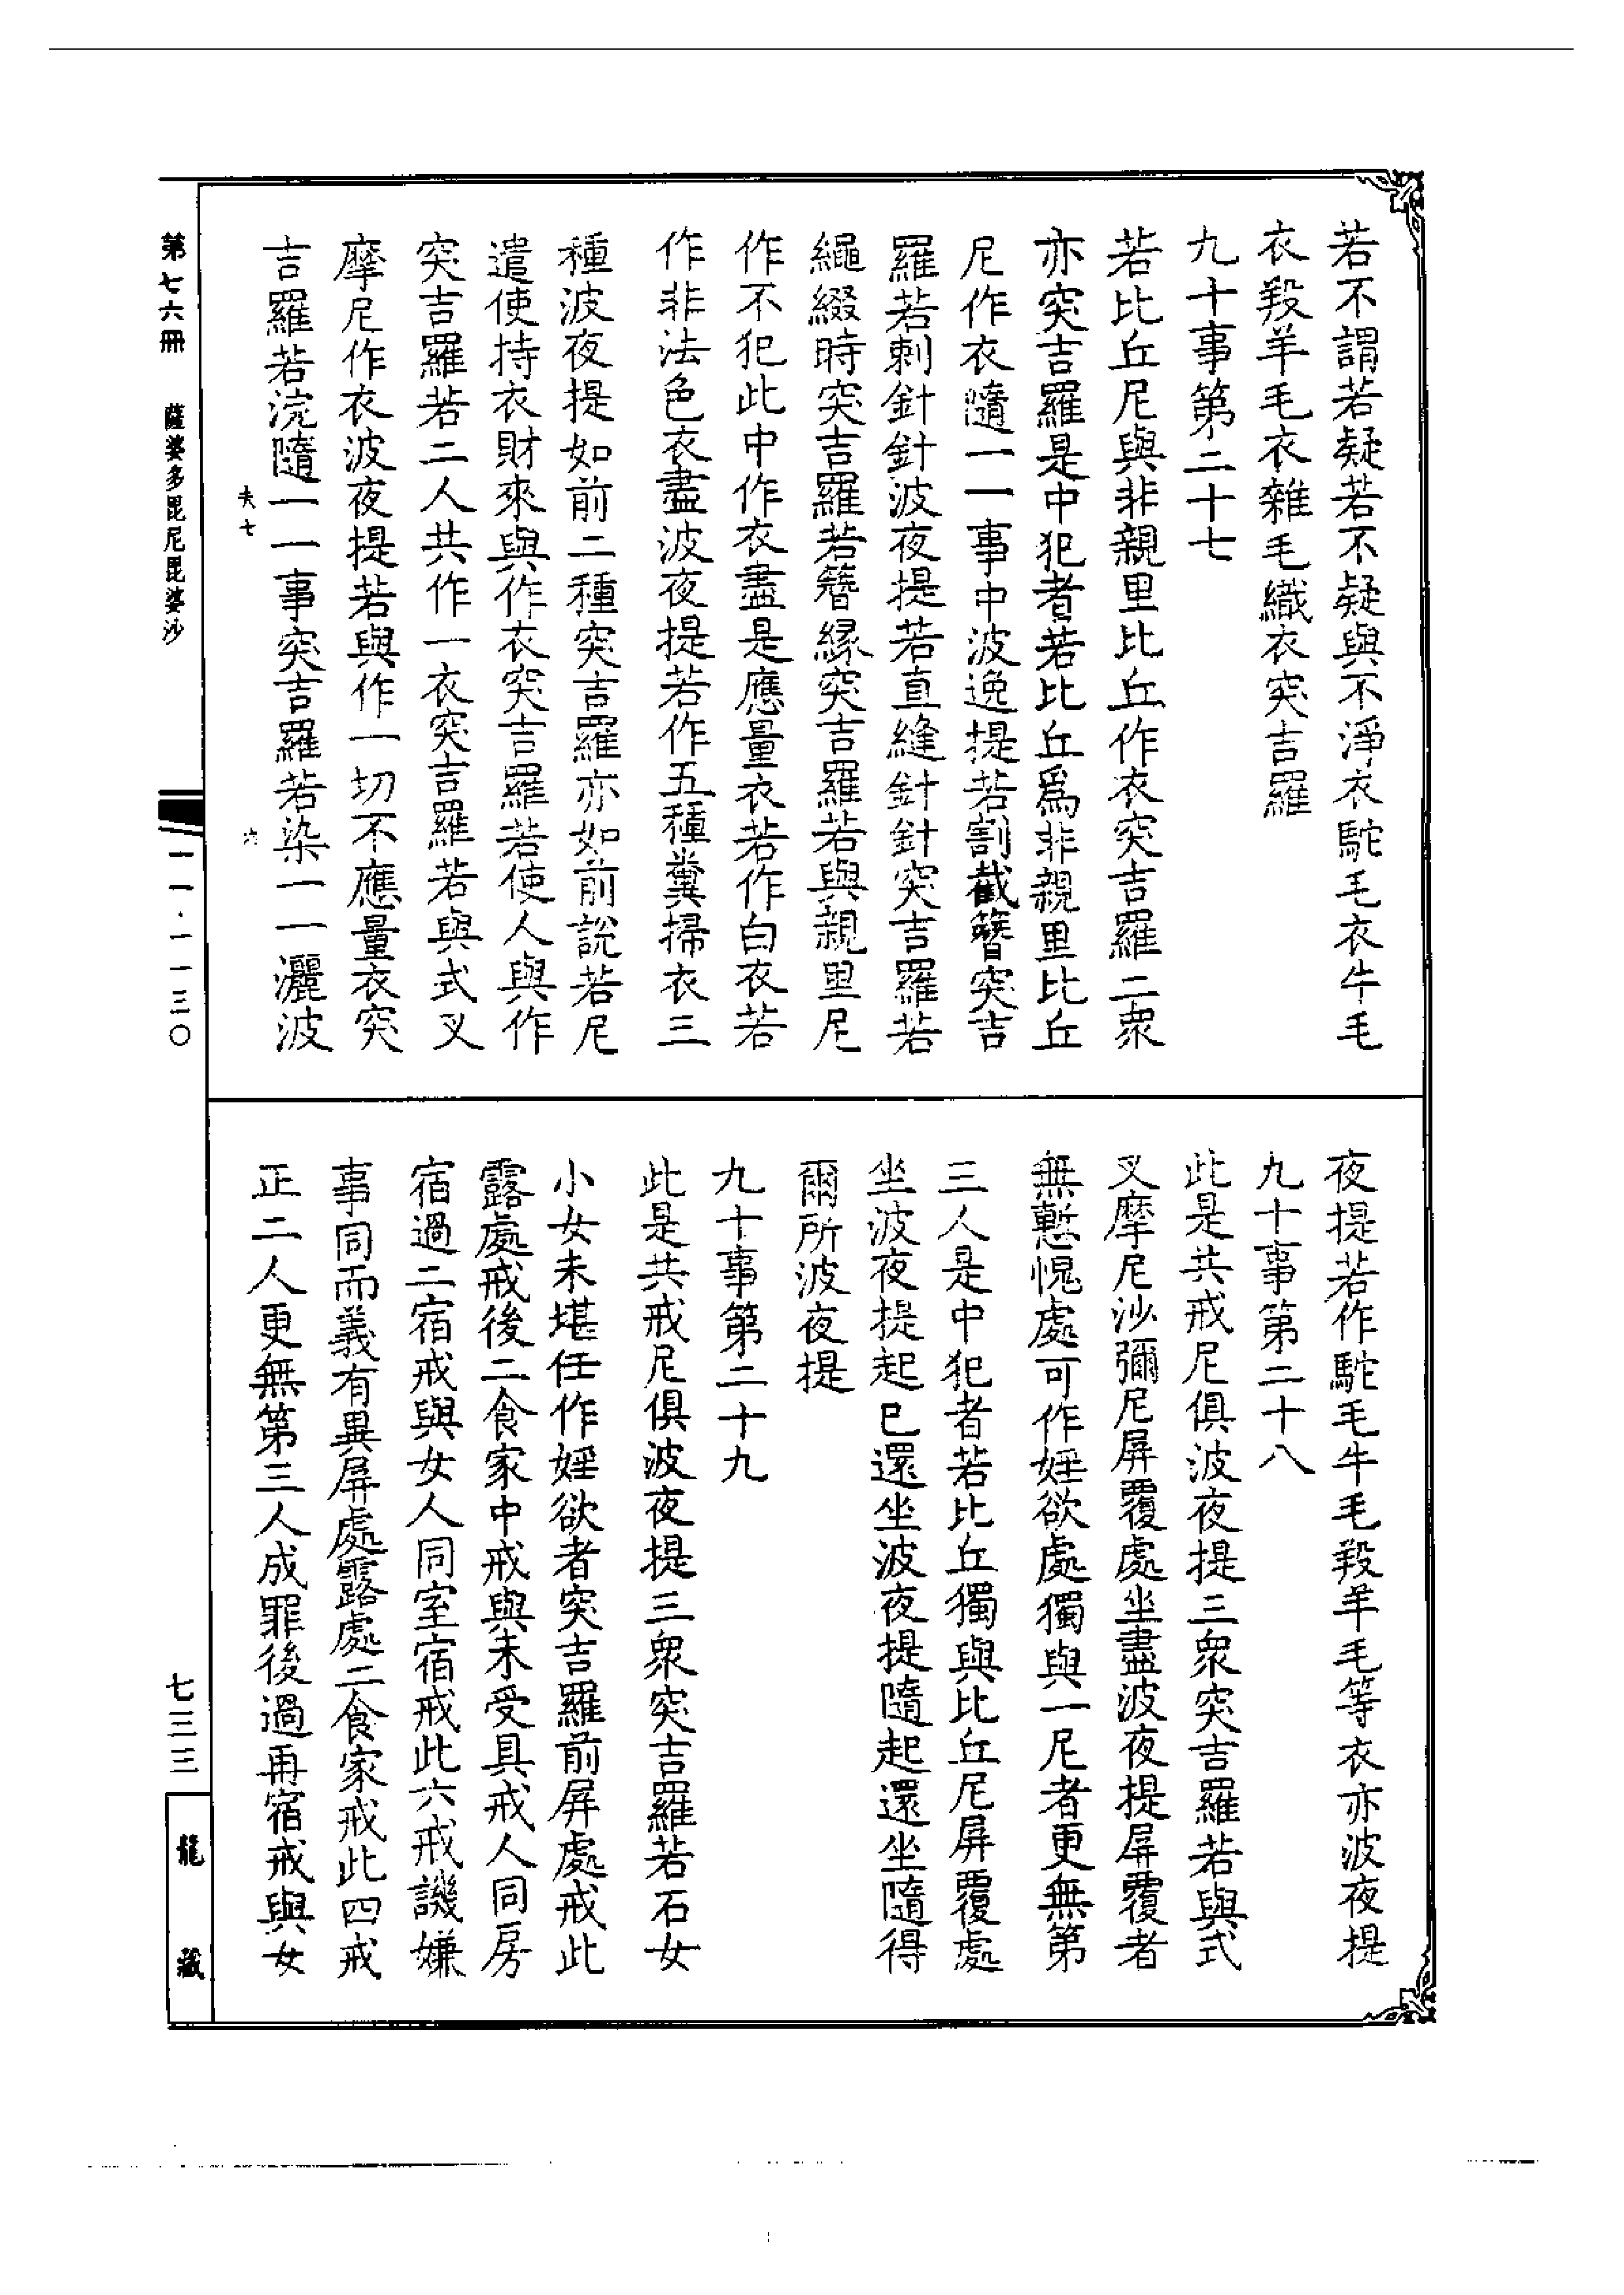 若不謂若疑若不疑與不淨衣駝毛衣牛毛
衣羖羊毛衣雜毛織衣突吉羅
九十事第二十七
若比丘尼與非親里比丘作衣突吉羅二衆
亦突吉羅是中犯者若比丘爲非親里比丘
尼作衣隨一一事中波逸提若割截簪突吉
羅若刺針針波夜提若直縫針針突吉羅若
繩綴時突吉羅若簪緣突吉羅若與親里尼
作不犯此中作衣盡是應量衣若作白衣若
作非法色衣盡波夜提若作五種糞掃衣三
種波夜提如前二種突吉羅亦如前說若尼
遣使持衣財來與作衣突吉羅若使人與作
突吉羅若二人共作一衣突吉羅若與式叉
摩尼作衣波夜提若與作一切不應量衣突
吉羅若浣隨一一事突吉羅若染一一灑波
夜提若作駝毛牛毛羖羊毛等衣亦波夜提
九十事第二十八
此是共戒尼俱波夜提三衆突吉羅若與式
叉摩尼沙彌尼屏覆處坐盡波夜提屏覆者
無慙愧處可作婬欲處獨與一尼者更無第
三人是中犯者若比丘獨與比丘尼屏覆處
坐波夜提起已還坐波夜提隨起還坐隨得
爾所波夜提
九十事第二十九
此是共戒尼俱波夜提三衆突吉羅若石女
小女未堪任作婬欲者突吉羅前屏處戒此
露處戒後二食家中戒與未受具戒人同房
宿過二宿戒與女人同室宿戒此六戒譏嫌
事同而義有異屏處露處二食家戒此四戒
正二人更無第三人成罪後過再宿戒與女
第七六冊
薩婆多毘尼毘婆沙
夫七
六
一一·一一三〇
七三三
龍藏